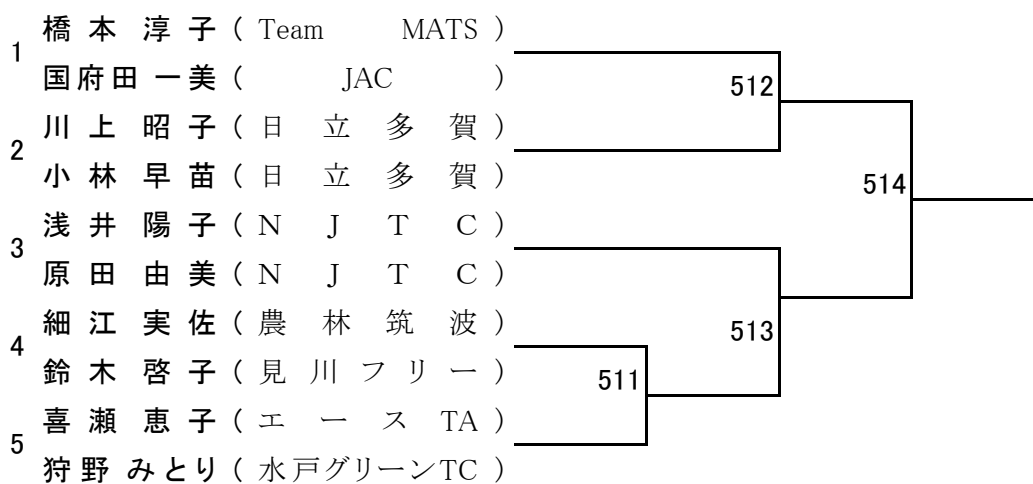 1
橋本 淳子 ( Team MATS )
国府田 一美 ( JAC )
512
2
川上昭子 ( 日立多賀 )
小林早苗 ( 日立多賀 )
514
3
浅井陽子 ( N J T C )
原田由美 ( N J T C )
4
細江実佐 ( 農林筑波 )
513
鈴木啓子 ( 見川フリー )
511
5
喜瀬恵子 ( エース TA )
狩野 みとり ( 水戸グリーンTC )